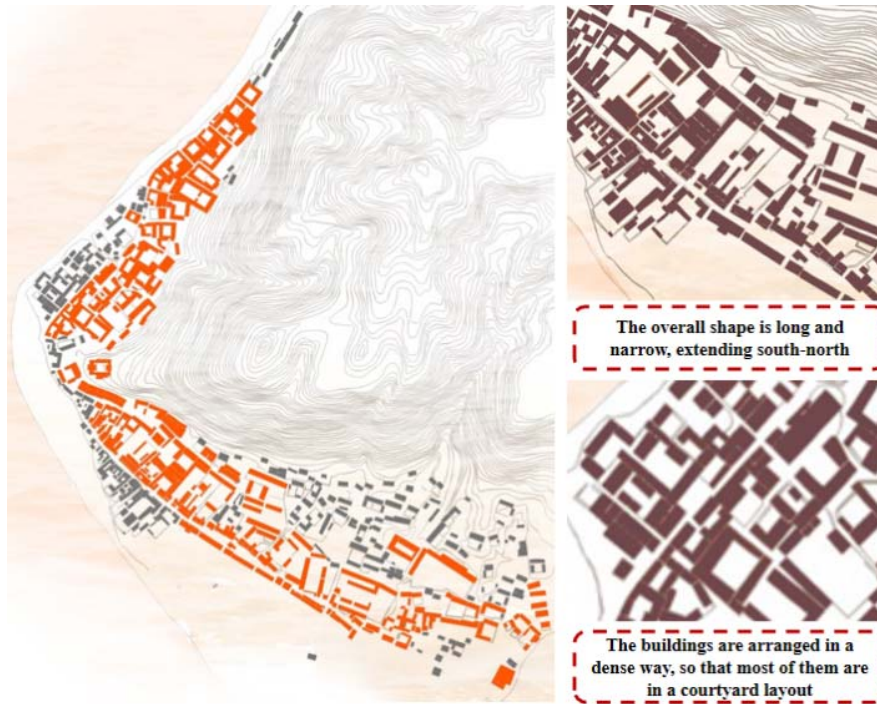 The overall shape is long and
narrow, extending south-north
The buildings are arranged in a
dense way, so that most of them are
in a courtyard layout